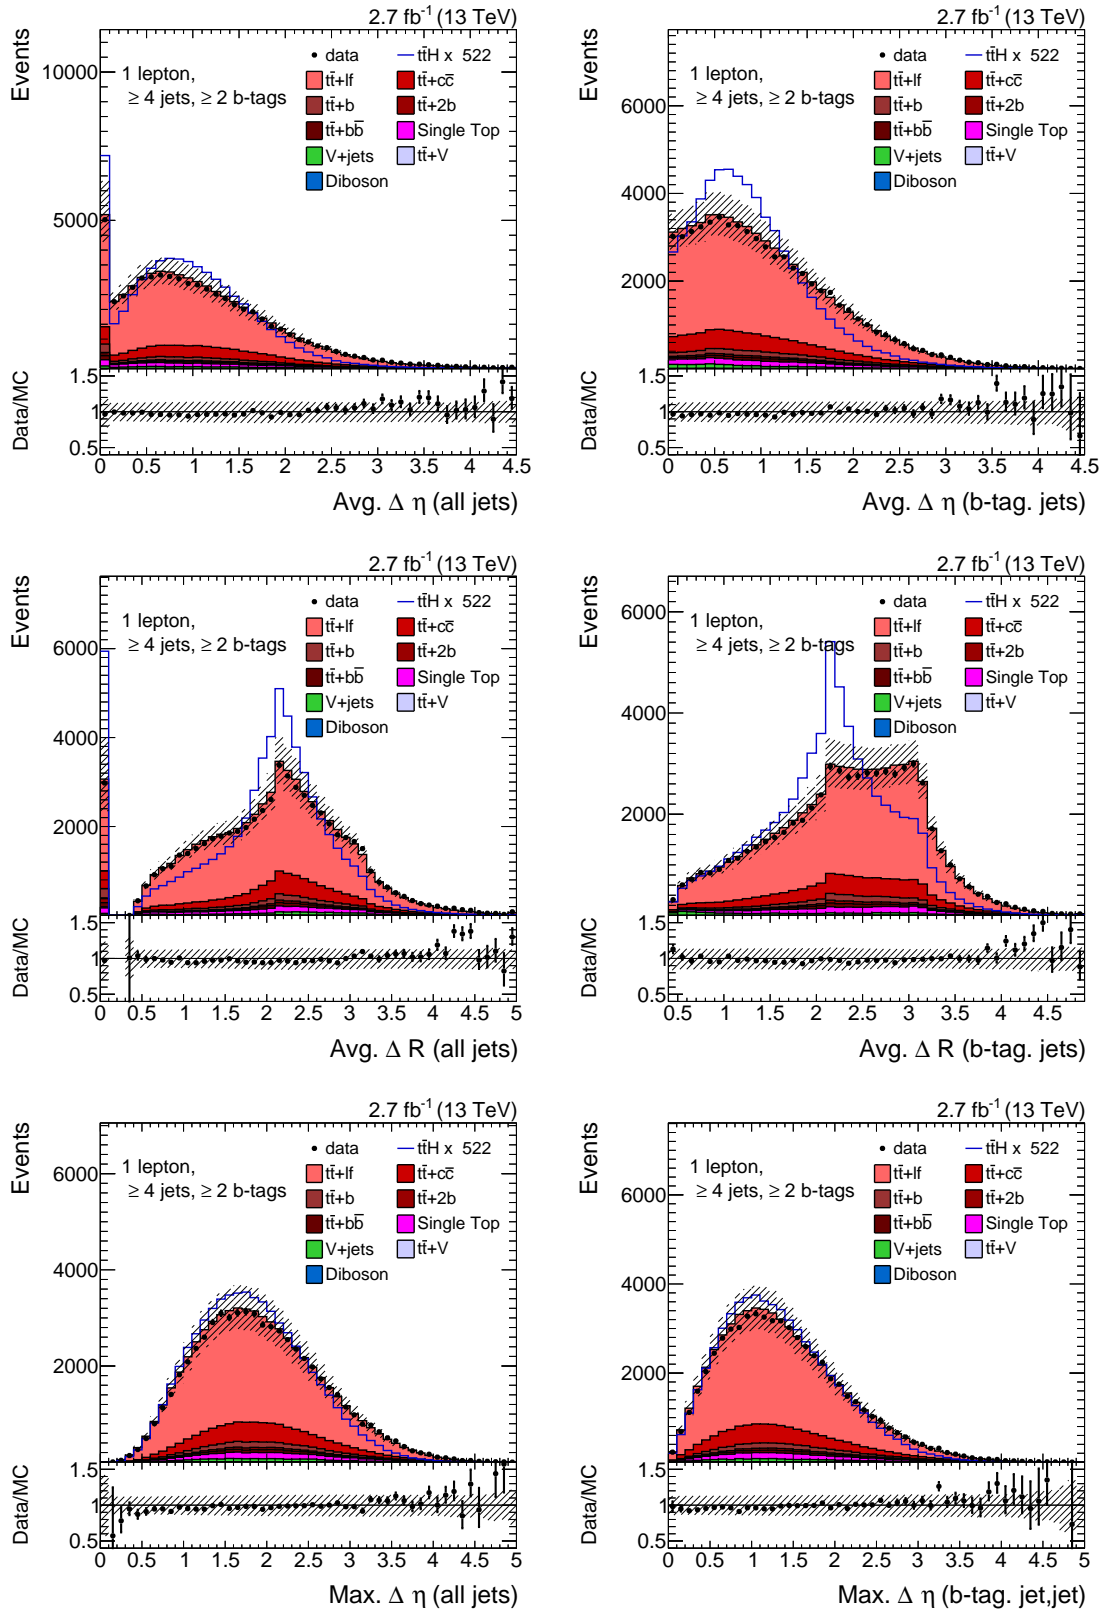 2.7 fb⁻¹ (13 TeV)
Events
1 lepton,
≥ 4 jets, ≥ 2 b-tags
data
tt̄H x 522
tt̄+lf
tt̄+cc̄
tt̄+b
tt̄+2b
tt̄+bb̄
Single Top
V+jets
tt̄+V
Diboson
10000
5000
Data/MC
1.5
1
0.5
0 0.5 1 1.5 2 2.5 3 3.5 4 4.5
Avg. Δ η (all jets)
2.7 fb⁻¹ (13 TeV)
Events
1 lepton,
≥ 4 jets, ≥ 2 b-tags
data
tt̄H x 522
tt̄+lf
tt̄+cc̄
tt̄+b
tt̄+2b
tt̄+bb̄
Single Top
V+jets
tt̄+V
Diboson
6000
4000
2000
Data/MC
1.5
1
0.5
0 0.5 1 1.5 2 2.5 3 3.5 4 4.5
Avg. Δ η (b-tag. jets)
2.7 fb⁻¹ (13 TeV)
Events
1 lepton,
≥ 4 jets, ≥ 2 b-tags
data
tt̄H x 522
tt̄+lf
tt̄+cc̄
tt̄+b
tt̄+2b
tt̄+bb̄
Single Top
V+jets
tt̄+V
Diboson
6000
4000
2000
Data/MC
1.5
1
0.5
0 0.5 1 1.5 2 2.5 3 3.5 4 4.5 5
Avg. Δ R (all jets)
2.7 fb⁻¹ (13 TeV)
Events
1 lepton,
≥ 4 jets, ≥ 2 b-tags
data
tt̄H x 522
tt̄+lf
tt̄+cc̄
tt̄+b
tt̄+2b
tt̄+bb̄
Single Top
V+jets
tt̄+V
Diboson
6000
4000
2000
Data/MC
1.5
1
0.5
0.5 1 1.5 2 2.5 3 3.5 4 4.5
Avg. Δ R (b-tag. jets)
2.7 fb⁻¹ (13 TeV)
Events
1 lepton,
≥ 4 jets, ≥ 2 b-tags
data
tt̄H x 522
tt̄+lf
tt̄+cc̄
tt̄+b
tt̄+2b
tt̄+bb̄
Single Top
V+jets
tt̄+V
Diboson
6000
4000
2000
Data/MC
1.5
1
0.5
0 0.5 1 1.5 2 2.5 3 3.5 4 4.5 5
Max. Δ η (all jets)
2.7 fb⁻¹ (13 TeV)
Events
1 lepton,
≥ 4 jets, ≥ 2 b-tags
data
tt̄H x 522
tt̄+lf
tt̄+cc̄
tt̄+b
tt̄+2b
tt̄+bb̄
Single Top
V+jets
tt̄+V
Diboson
6000
4000
2000
Data/MC
1.5
1
0.5
0 0.5 1 1.5 2 2.5 3 3.5 4 4.5 5
Max. Δ η (b-tag. jet,jet)